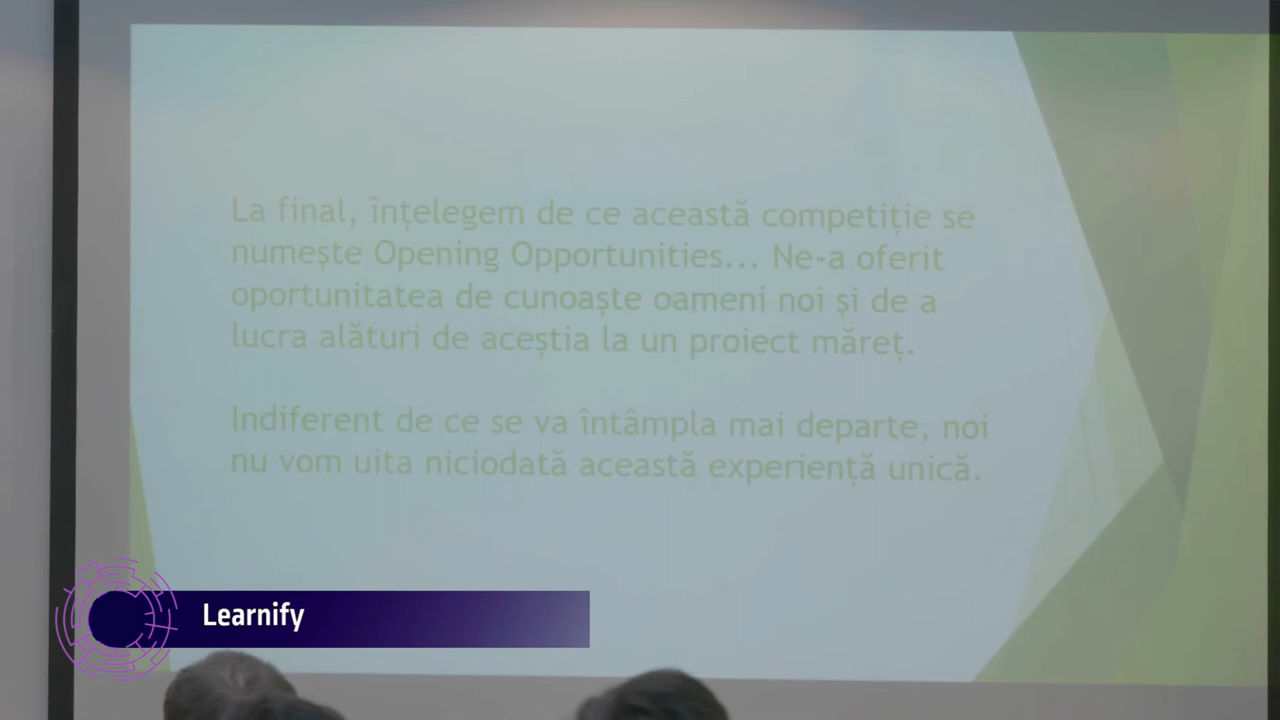 La final, înțelegem de ce această competiție se
numește Opening Opportunities... Ne-a oferit
oportunitatea de cunoaște oameni noi și de a
lucra alături de aceștia la un proiect măreț.
Indiferent de ce se va întâmpla mai departe, noi
nu vom uita niciodată această experiență unică.
Learnify